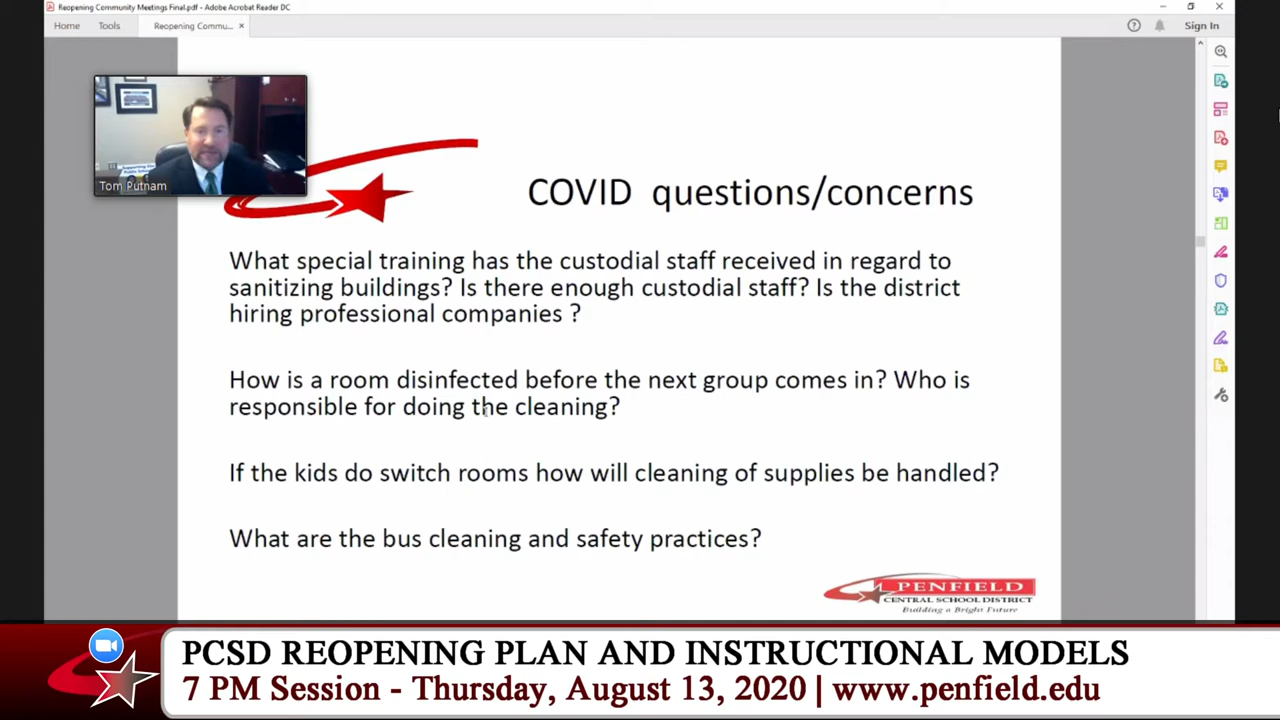 Reopening Community Meetings Final.pdf - Adobe Acrobat Reader DC
Home Tools Reopening Commu... Sign In
Tom Putnam
COVID questions/concerns
What special training has the custodial staff received in regard to
sanitizing buildings? Is there enough custodial staff? Is the district
hiring professional companies ?
How is a room disinfected before the next group comes in? Who is
responsible for doing the cleaning?
If the kids do switch rooms how will cleaning of supplies be handled?
What are the bus cleaning and safety practices?
PENFIELD
CENTRAL SCHOOL DISTRICT
Building a Bright Future
PCSD REOPENING PLAN AND INSTRUCTIONAL MODELS
7 PM Session - Thursday, August 13, 2020 | www.penfield.edu